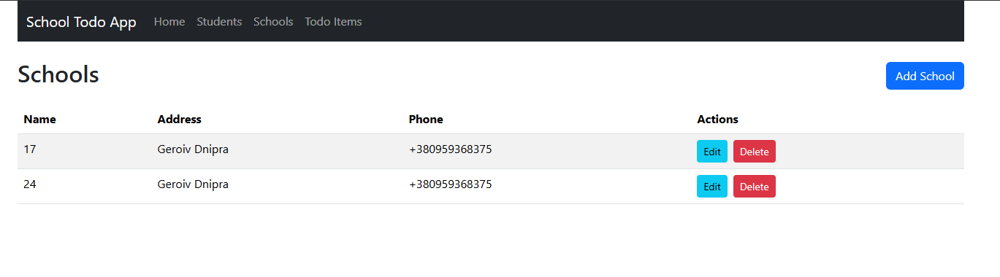 School Todo App Home Students Schools Todo Items
Schools Add School
Name Address Phone Actions
17 Geroiv Dnipra +380959368375 Edit Delete
24 Geroiv Dnipra +380959368375 Edit Delete